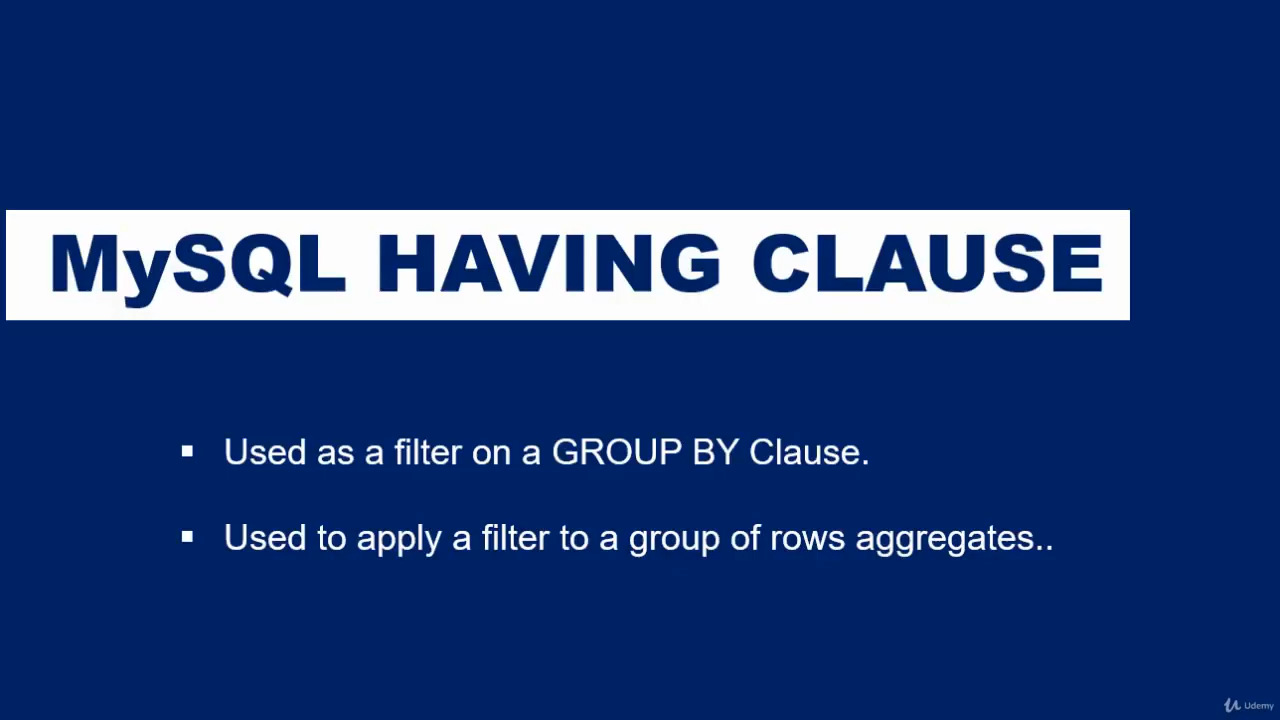 MySQL HAVING CLAUSE
▪ Used as a filter on a GROUP BY Clause.
▪ Used to apply a filter to a group of rows aggregates..
Udemy